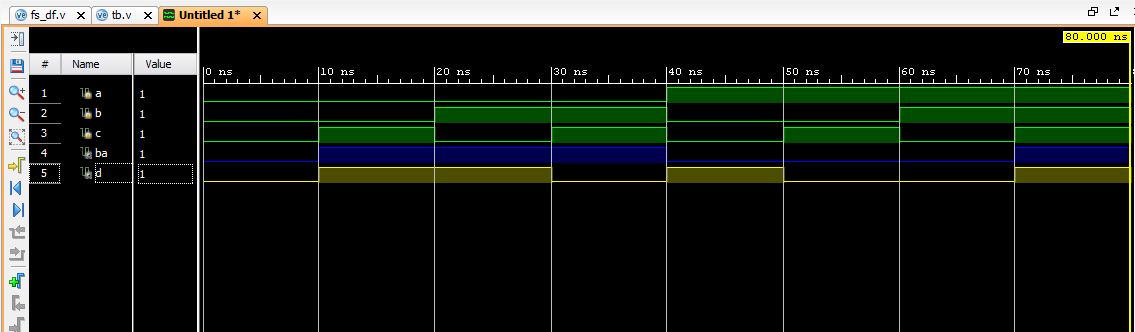 fs_df.v × tb.v × Untitled 1* ×
80.000 ns
# Name Value
0 ns 10 ns 20 ns 30 ns 40 ns 50 ns 60 ns 70 ns
1 a 1
2 b 1
3 c 1
4 ba 1
5 d 1